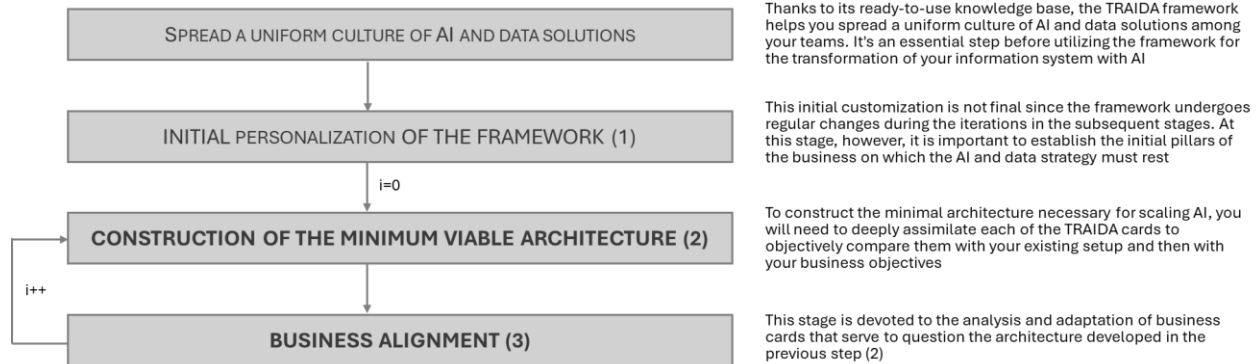 SPREAD A UNIFORM CULTURE OF AI AND DATA SOLUTIONS
Thanks to its ready-to-use knowledge base, the TRAIDA framework
helps you spread a uniform culture of AI and data solutions among
your teams. It's an essential step before utilizing the framework for
the transformation of your information system with AI
INITIAL PERSONALIZATION OF THE FRAMEWORK (1)
This initial customization is not final since the framework undergoes
regular changes during the iterations in the subsequent stages. At
this stage, however, it is important to establish the initial pillars of
the business on which the AI and data strategy must rest
i=0
CONSTRUCTION OF THE MINIMUM VIABLE ARCHITECTURE (2)
To construct the minimal architecture necessary for scaling AI, you
will need to deeply assimilate each of the TRAIDA cards to
objectively compare them with your existing setup and then with
your business objectives
i++
BUSINESS ALIGNMENT (3)
This stage is devoted to the analysis and adaptation of business
cards that serve to question the architecture developed in the
previous step (2)